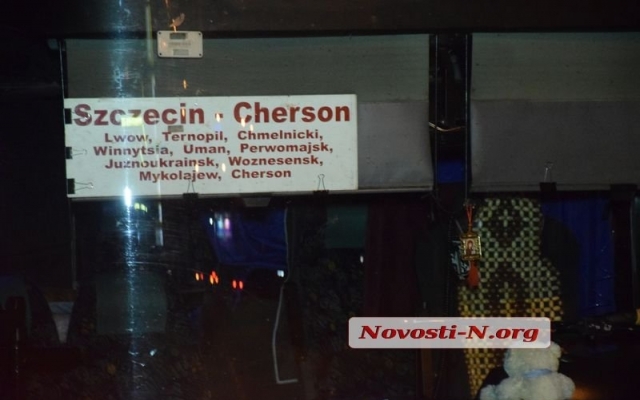 Szczecin - Cherson
Lwow, Ternopil, Chmelnicki,
Winnytsia, Uman, Perwomajsk,
Juznoukrainsk, Woznesensk,
Mykolajew, Cherson
Novosti-N.org